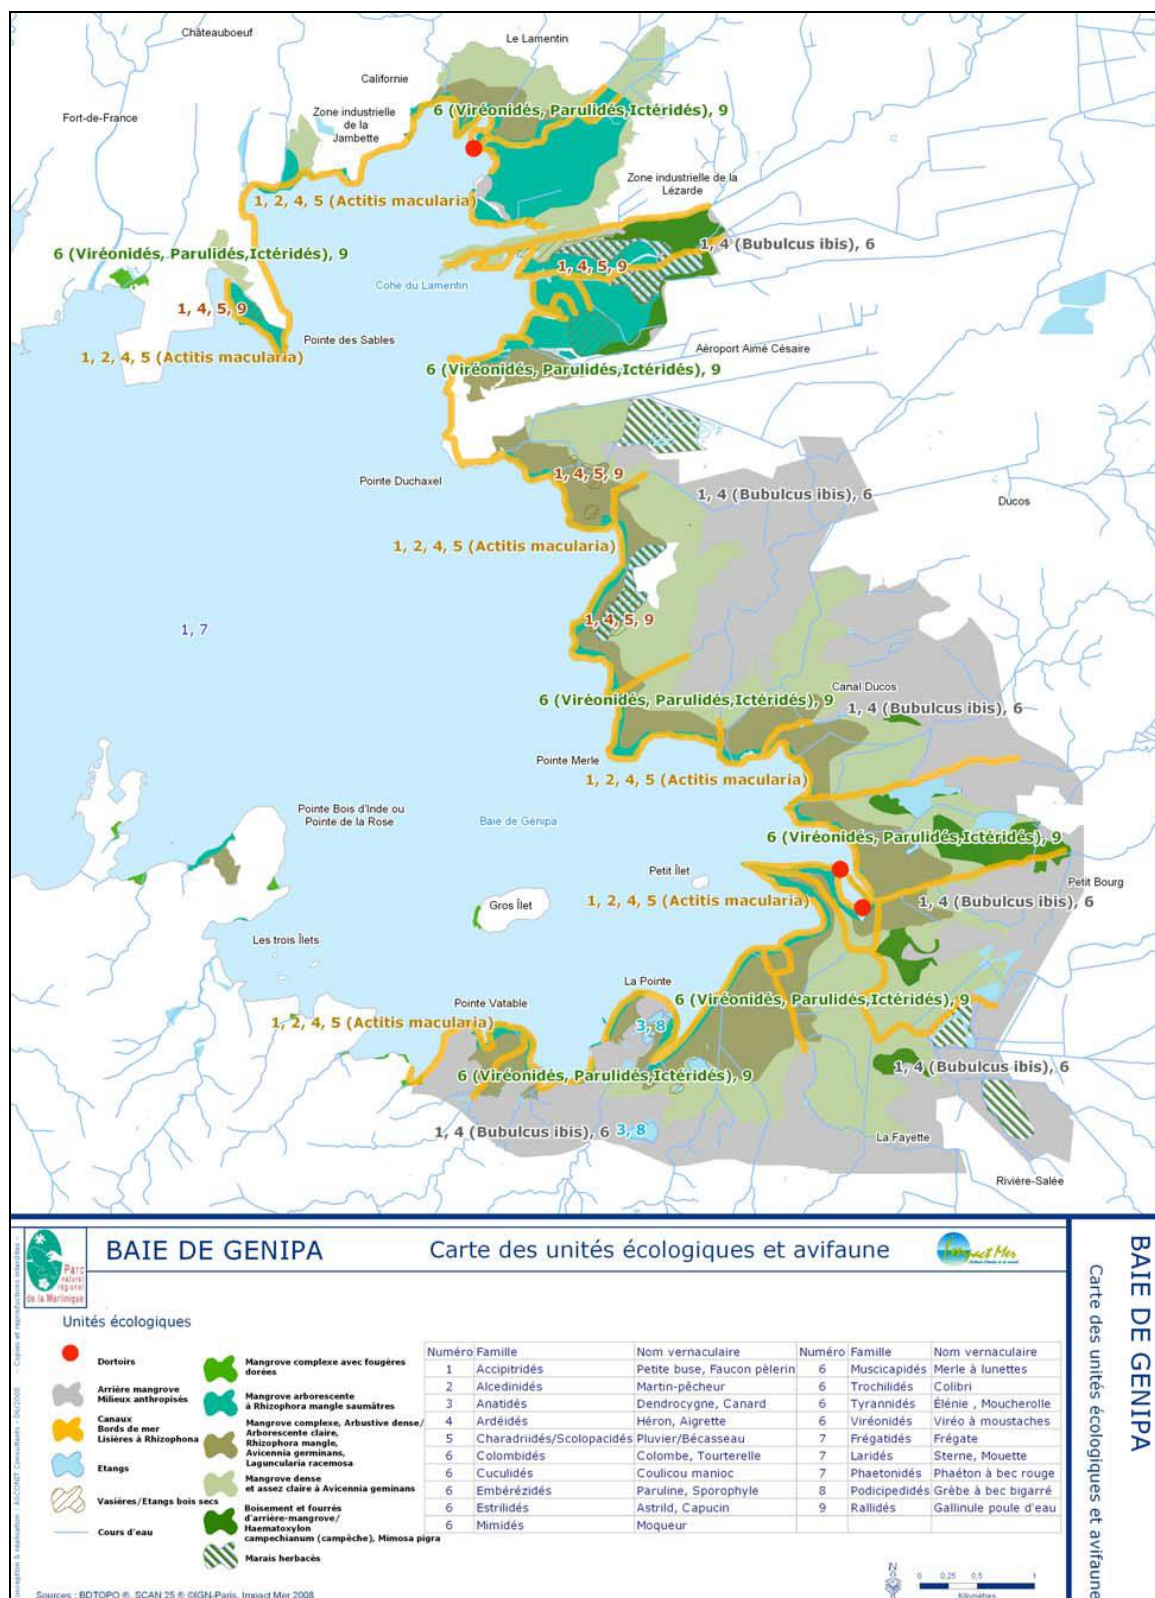 Châteauboeuf
Le Lamentin
Californie
Fort-de-France
Zone industrielle
de la
Jambette
6 (Viréonidés, Parulidés,Ictéridés), 9
Zone industrielle de la
Lézarde
1, 2, 4, 5 (Actitis macularia)
6 (Viréonidés, Parulidés,Ictéridés), 9
1, 4 (Bubulcus ibis), 6
1, 4, 5, 9
Cohé du Lamentin
1, 4, 5, 9
Pointe des Sables
1, 2, 4, 5 (Actitis macularia)
Aéroport Aimé Césaire
6 (Viréonidés, Parulidés,Ictéridés), 9
Pointe Duchaxel
1, 4, 5, 9
1, 4 (Bubulcus ibis), 6
Ducos
1, 2, 4, 5 (Actitis macularia)
1, 7
1, 4, 5, 9
Canal Ducos
6 (Viréonidés, Parulidés,Ictéridés), 9
1, 4 (Bubulcus ibis), 6
Pointe Merle
1, 2, 4, 5 (Actitis macularia)
Pointe Bois d'Inde ou
Pointe de la Rose
Baie de Génipa
6 (Viréonidés, Parulidés,Ictéridés), 9
Petit Îlet
Petit Bourg
1, 2, 4, 5 (Actitis macularia)
1, 4 (Bubulcus ibis), 6
Gros Îlet
Les trois Îlets
La Pointe
Pointe Vatable
6 (Viréonidés, Parulidés,Ictéridés), 9
1, 2, 4, 5 (Actitis macularia)
3, 8
1, 4 (Bubulcus ibis), 6
6 (Viréonidés, Parulidés,Ictéridés), 9
1, 4 (Bubulcus ibis), 6
3, 8
La Fayette
Rivière-Salée
Parc
naturel
régional
de la Martinique
BAIE DE GENIPA
Carte des unités écologiques et avifaune
Impact Mer
Unités écologiques
Dortoirs
Arrière mangrove
Milieux anthropisés
Canaux
Bords de mer
Lisières à Rhizophona
Etangs
Vasières/Etangs bois secs
Cours d'eau
Mangrove complexe avec fougères
dorées
Mangrove arborescente
à Rhizophora mangle saumâtres
Mangrove complexe, Arbustive dense/
Arborescente claire,
Rhizophora mangle,
Avicennia germinans,
Laguncularia racemosa
Mangrove dense
et assez claire à Avicennia geminans
Boisement et fourrés
d'arrière-mangrove/
Haematoxylon
campechianum (campêche), Mimosa pigra
Marais herbacès
Numéro Famille Nom vernaculaire Numéro Famille Nom vernaculaire
1 Accipitridés Petite buse, Faucon pèlerin 6 Muscicapidés Merle à lunettes
2 Alcedinidés Martin-pêcheur 6 Trochilidés Colibri
3 Anatidés Dendrocygne, Canard 6 Tyrannidés Élénie , Moucherolle
4 Ardéidés Héron, Aigrette 6 Viréonidés Viréo à moustaches
5 Charadriidés/Scolopacidés Pluvier/Bécasseau 7 Frégatidés Frégate
6 Colombidés Colombe, Tourterelle 7 Laridés Sterne, Mouette
6 Cuculidés Coulicou manioc 7 Phaetonidés Phaéton à bec rouge
6 Embérézidés Paruline, Sporophyle 8 Podicipedidés Grèbe à bec bigarré
6 Estrilidés Astrild, Capucin 9 Rallidés Gallinule poule d'eau
6 Mimidés Moqueur
N
0 0,25 0,5 1
Kilomètres
Sources : BDTOPO ®, SCAN 25 ® ©IGN-Paris, Impact Mer 2008
BAIE DE GENIPA
Carte des unités écologiques et avifaune